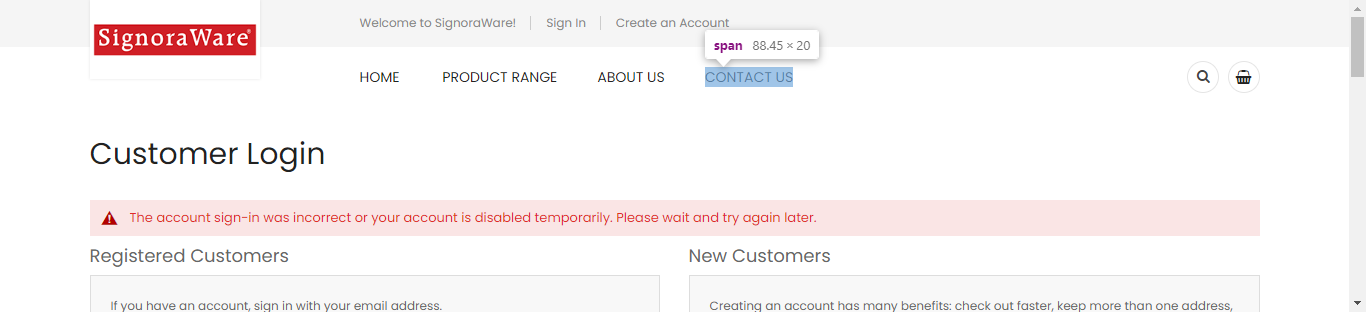 Welcome to SignoraWare! Sign In Create an Account
SignoraWare®
span 88.45 × 20
HOME PRODUCT RANGE ABOUT US CONTACT US
Customer Login
The account sign-in was incorrect or your account is disabled temporarily. Please wait and try again later.
Registered Customers New Customers
If you have an account, sign in with your email address. Creating an account has many benefits: check out faster, keep more than one address,